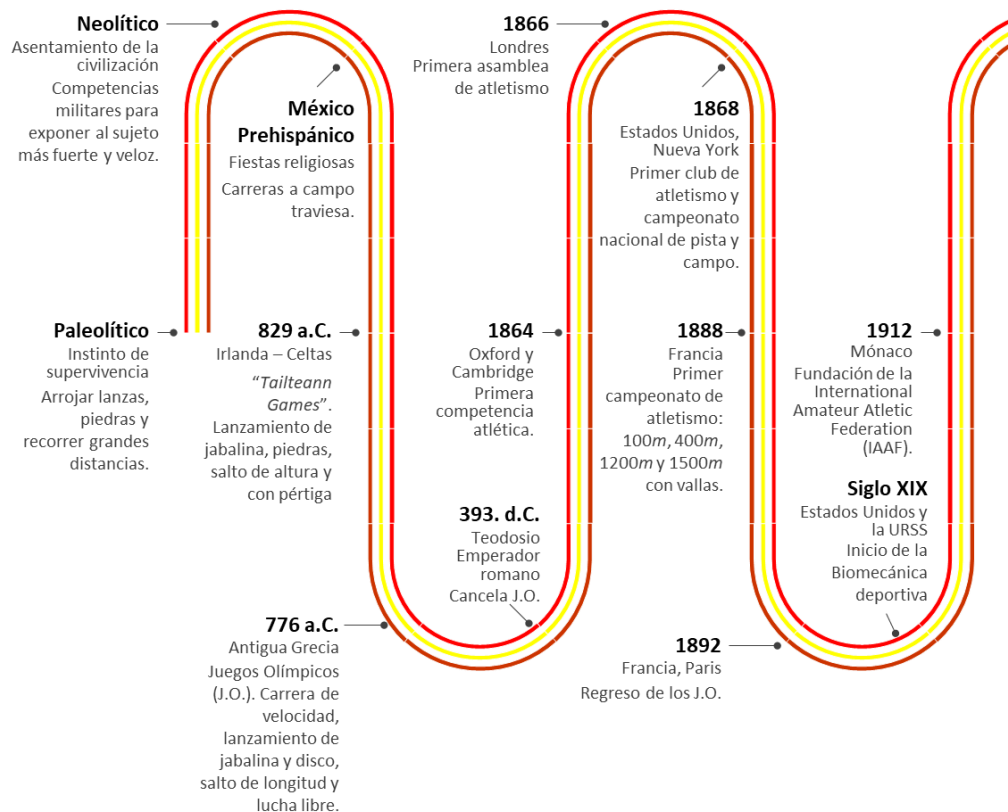 Paleolítico
Instinto de
supervivencia
Arrojar lanzas,
piedras y
recorrer grandes
distancias.
Neolítico
Asentamiento de la
civilización
Competencias
militares para
exponer al sujeto
más fuerte y veloz.
México
Prehispánico
Fiestas religiosas
Carreras a campo
traviesa.
829 a.C.
Irlanda – Celtas
“Tailteann
Games”.
Lanzamiento de
jabalina, piedras,
salto de altura y
con pértiga
776 a.C.
Antigua Grecia
Juegos Olímpicos
(J.O.). Carrera de
velocidad,
lanzamiento de
jabalina y disco,
salto de longitud y
lucha libre.
393. d.C.
Teodosio
Emperador
romano
Cancela J.O.
1864
Oxford y
Cambridge
Primera
competencia
atlética.
1866
Londres
Primera asamblea
de atletismo
1868
Estados Unidos,
Nueva York
Primer club de
atletismo y
campeonato
nacional de pista y
campo.
1888
Francia
Primer
campeonato de
atletismo:
100m, 400m,
1200m y 1500m
con vallas.
1892
Francia, Paris
Regreso de los J.O.
Siglo XIX
Estados Unidos y
la URSS
Inicio de la
Biomecánica
deportiva
1912
Mónaco
Fundación de la
International
Amateur Atletic
Federation
(IAAF).